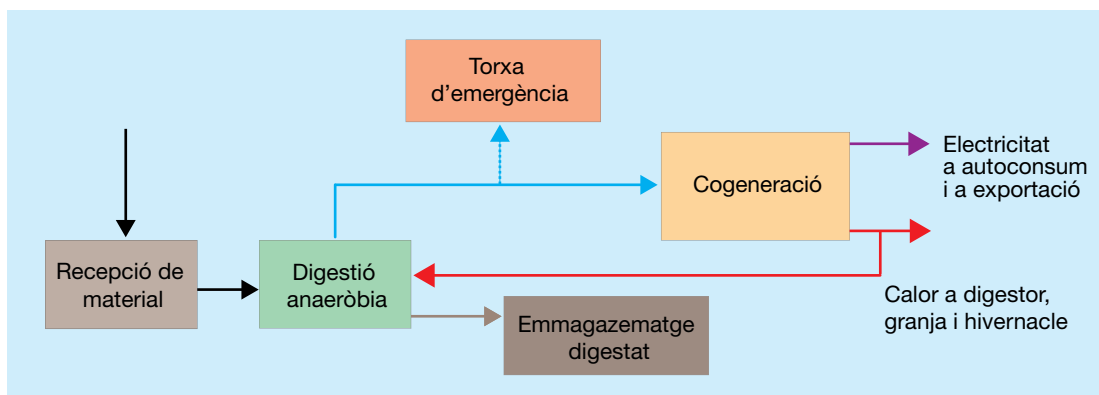 Torxa
d’emergència
Cogeneració
Electricitat
a autoconsum
i a exportació
Recepció de
material
Digestió
anaeròbia
Calor a digestor,
granja i hivernacle
Emmagazematge
digestat